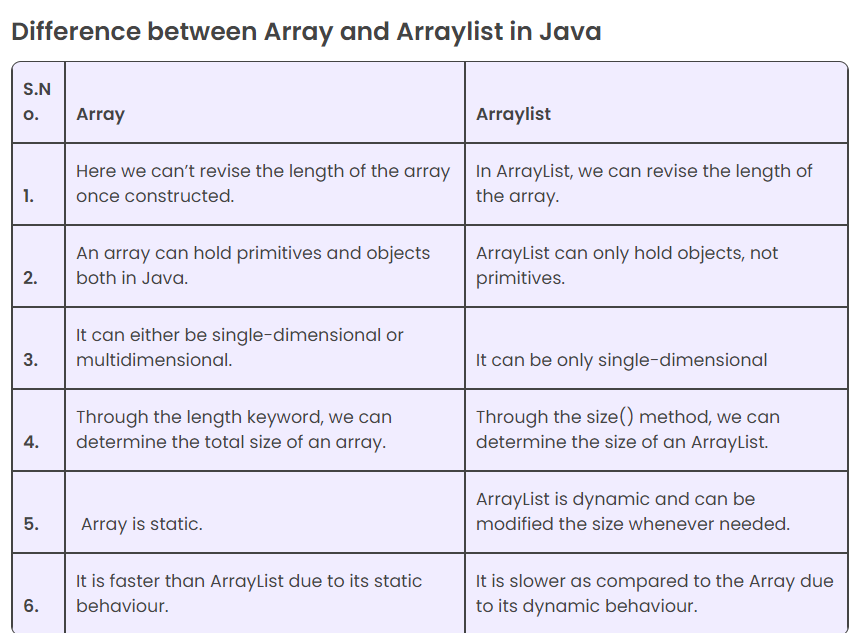 Difference between Array and Arraylist in Java
S.N
o.
Array
Arraylist
1.
Here we can’t revise the length of the array
once constructed.
In ArrayList, we can revise the length of
the array.
2.
An array can hold primitives and objects
both in Java.
ArrayList can only hold objects, not
primitives.
3.
It can either be single-dimensional or
multidimensional.
It can be only single-dimensional
4.
Through the length keyword, we can
determine the total size of an array.
Through the size() method, we can
determine the size of an ArrayList.
5.
Array is static.
ArrayList is dynamic and can be
modified the size whenever needed.
6.
It is faster than ArrayList due to its static
behaviour.
It is slower as compared to the Array due
to its dynamic behaviour.